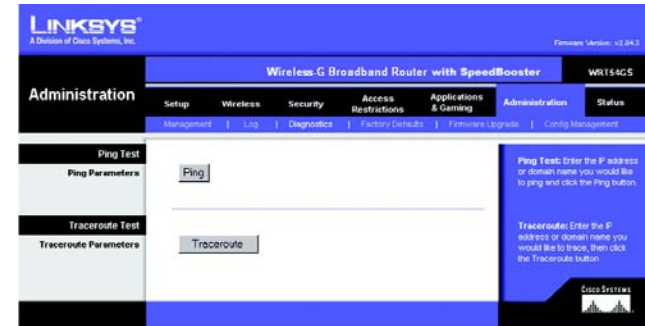 LINKSYS®
A Division of Cisco Systems, Inc.
Firmware Version: v2.04.3
Wireless-G Broadband Router with SpeedBooster
WRT54GS
Administration
Setup
Wireless
Security
Access Restrictions
Applications & Gaming
Administration
Status
Management | Log | Diagnostics | Factory Defaults | Firmware Upgrade | Config Management
Ping Test
Ping Parameters
Ping
Traceroute Test
Traceroute Parameters
Traceroute
Ping Test: Enter the IP address
or domain name you would like
to ping and click the Ping button.
Traceroute: Enter the IP
address or domain name you
would like to trace, then click
the Traceroute button
CISCO SYSTEMS